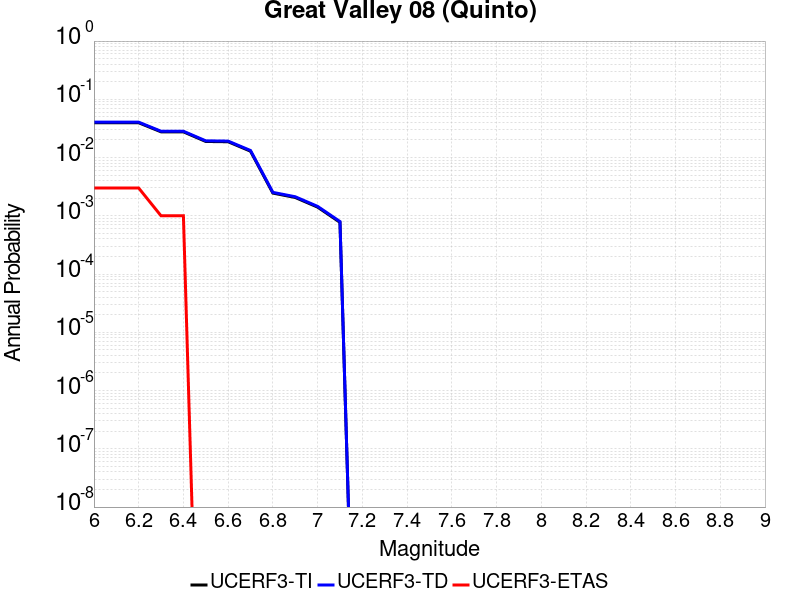 Great Valley 08 (Quinto)
10^0
10^-1
10^-2
10^-3
10^-4
10^-5
10^-6
10^-7
10^-8
Annual Probability
6 6.2 6.4 6.6 6.8 7 7.2 7.4 7.6 7.8 8 8.2 8.4 8.6 8.8 9
Magnitude
UCERF3-TI UCERF3-TD UCERF3-ETAS